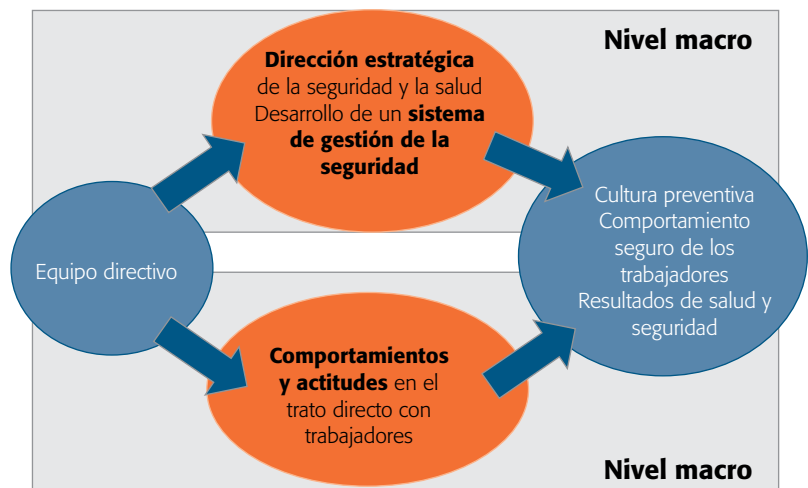 Nivel macro
Dirección estratégica
de la seguridad y la salud
Desarrollo de un sistema
de gestión de la
seguridad
Equipo directivo
Cultura preventiva
Comportamiento
seguro de los
trabajadores
Resultados de salud y
seguridad
Comportamientos
y actitudes en el
trato directo con
trabajadores
Nivel macro